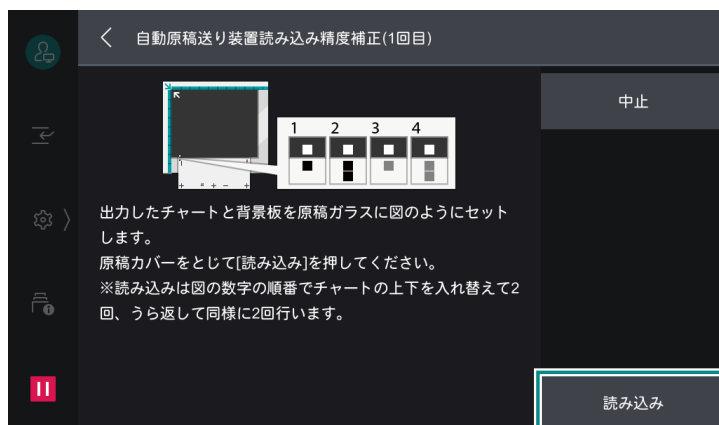 自動原稿送り装置読み込み精度補正(1回目)
中止
1 2 3 4
出力したチャートと背景板を原稿ガラスに図のようにセット
します。
原稿カバーをとじて[読み込み]を押してください。
※読み込みは図の数字の順番でチャートの上下を入れ替えて2
回、うら返して同様に2回行います。
読み込み